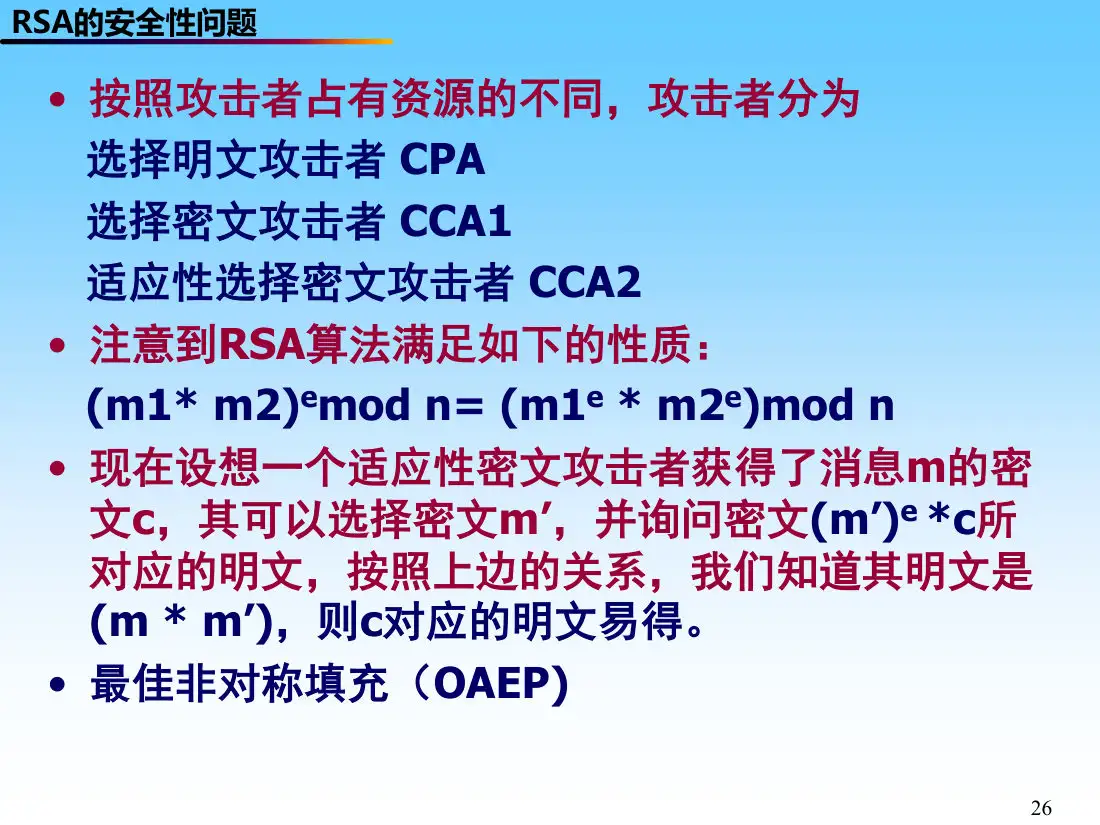 RSA的安全性问题
• 按照攻击者占有资源的不同，攻击者分为
选择明文攻击者 CPA
选择密文攻击者 CCA1
适应性选择密文攻击者 CCA2
• 注意到RSA算法满足如下的性质：
(m1* m2)ᵉmod n= (m1ᵉ * m2ᵉ)mod n
• 现在设想一个适应性密文攻击者获得了消息m的密
文c，其可以选择密文m′，并询问密文(m′)ᵉ *c所
对应的明文，按照上边的关系，我们知道其明文是
(m * m′)，则c对应的明文易得。
• 最佳非对称填充（OAEP)
26